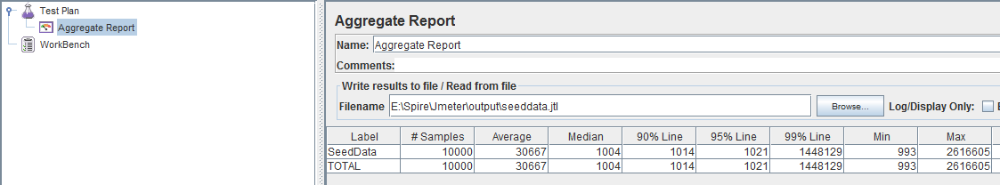 Test Plan
Aggregate Report
WorkBench
Aggregate Report
Name: Aggregate Report
Comments:
Write results to file / Read from file
Filename E:\Spire\Jmeter\output\seeddata.jtl Browse... Log/Display Only:
Label # Samples Average Median 90% Line 95% Line 99% Line Min Max
SeedData 10000 30667 1004 1014 1021 1448129 993 2616605
TOTAL 10000 30667 1004 1014 1021 1448129 993 2616605